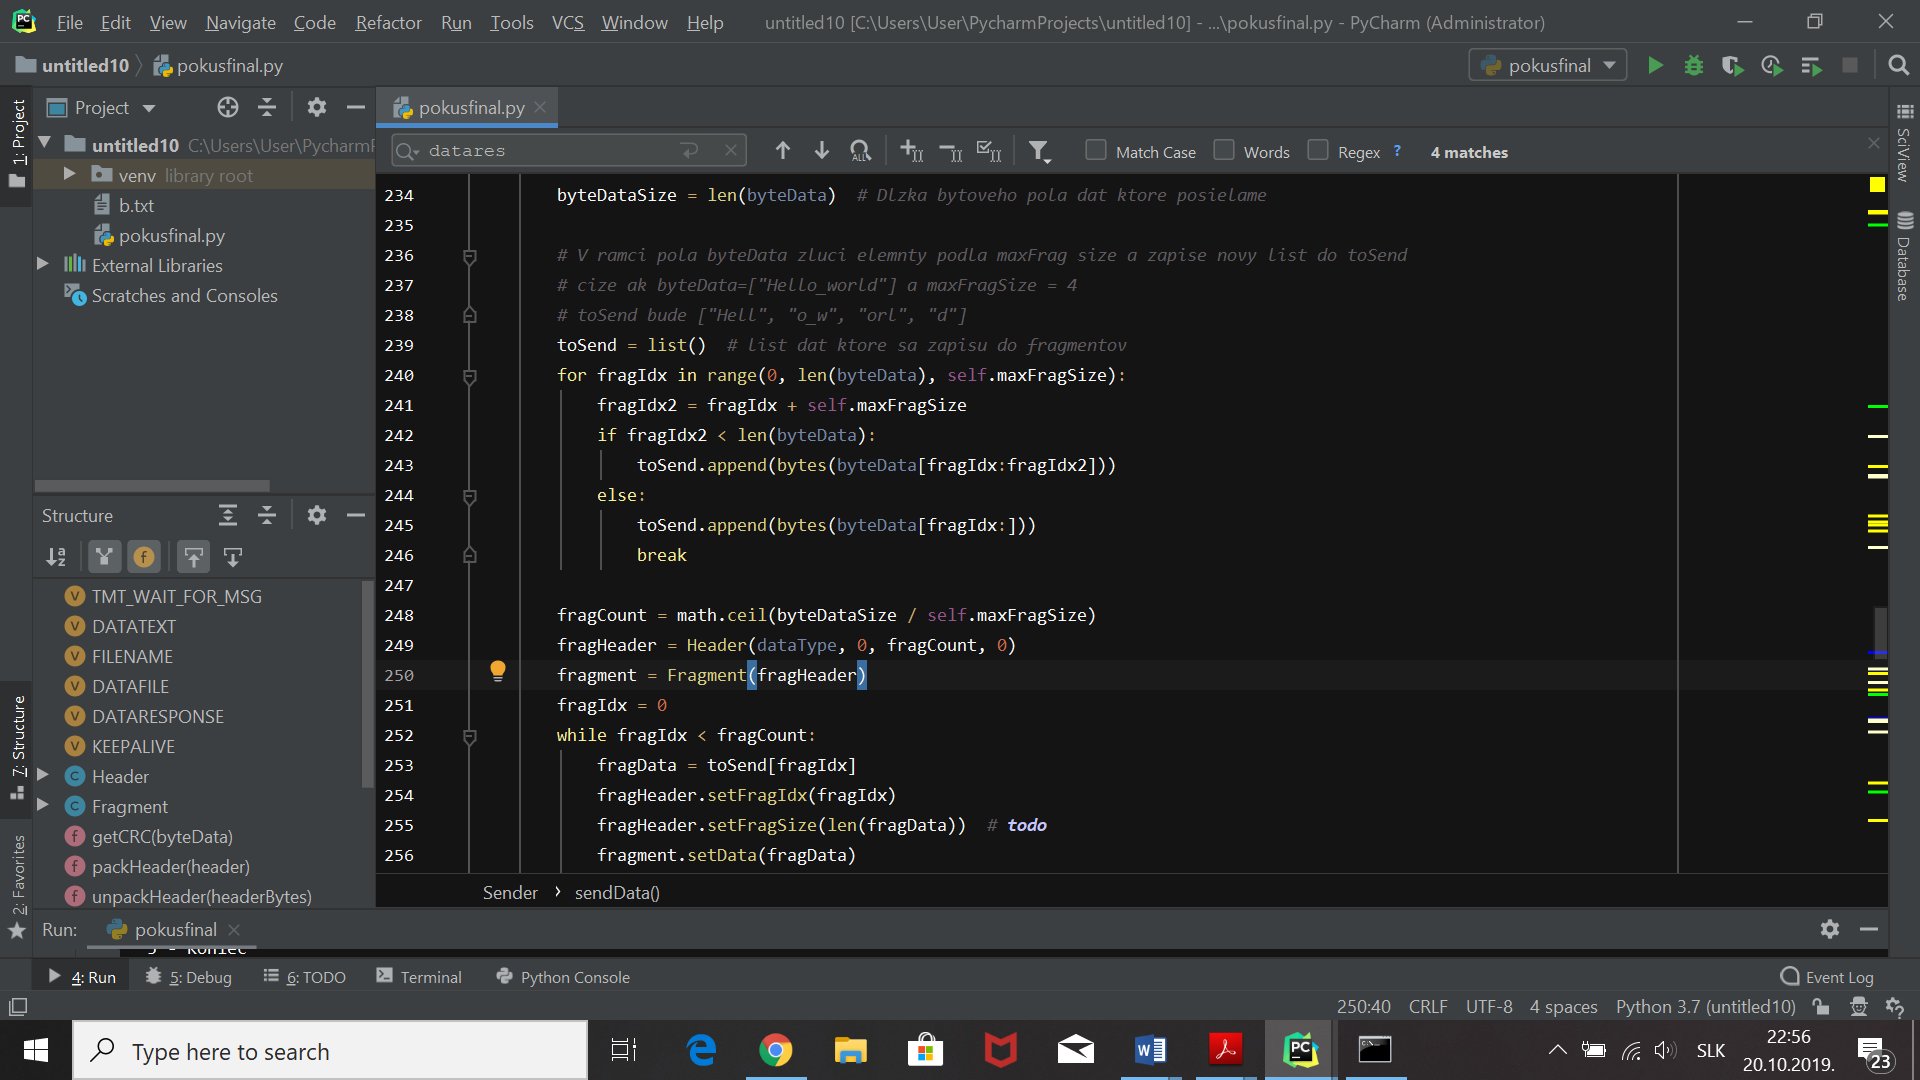 File Edit View Navigate Code Refactor Run Tools VCS Window Help untitled10 [C:\Users\User\PycharmProjects\untitled10] - ...\pokusfinal.py - PyCharm (Administrator)
untitled10 pokusfinal.py pokusfinal
1: Project
Project
pokusfinal.py
untitled10 C:\Users\User\PycharmP
venv library root
b.txt
pokusfinal.py
External Libraries
Scratches and Consoles
datares Match Case Words Regex ? 4 matches
234 byteDataSize = len(byteData)  # Dlzka bytoveho pola dat ktore posielame
235
236 # V ramci pola byteData zluci elemnty podla maxFrag size a zapise novy list do toSend
237 # cize ak byteData=["Hello_world"] a maxFragSize = 4
238 # toSend bude ["Hell", "o_w", "orl", "d"]
239 toSend = list()  # list dat ktore sa zapisu do fragmentov
240 for fragIdx in range(0, len(byteData), self.maxFragSize):
241 fragIdx2 = fragIdx + self.maxFragSize
242 if fragIdx2 < len(byteData):
243 toSend.append(bytes(byteData[fragIdx:fragIdx2]))
244 else:
245 toSend.append(bytes(byteData[fragIdx:]))
246 break
247
248 fragCount = math.ceil(byteDataSize / self.maxFragSize)
249 fragHeader = Header(dataType, 0, fragCount, 0)
250 fragment = Fragment(fragHeader)
251 fragIdx = 0
252 while fragIdx < fragCount:
253 fragData = toSend[fragIdx]
254 fragHeader.setFragIdx(fragIdx)
255 fragHeader.setFragSize(len(fragData))  # todo
256 fragment.setData(fragData)
Sender › sendData()
SciView
Database
Structure
TMT_WAIT_FOR_MSG
DATATEXT
FILENAME
DATAFILE
DATARESPONSE
KEEPALIVE
Header
Fragment
getCRC(byteData)
packHeader(header)
unpackHeader(headerBytes)
7: Structure
2: Favorites
Run: pokusfinal
4: Run 5: Debug 6: TODO Terminal Python Console Event Log
250:40 CRLF UTF-8 4 spaces Python 3.7 (untitled10)
Type here to search
SLK
22:56
20.10.2019.
23